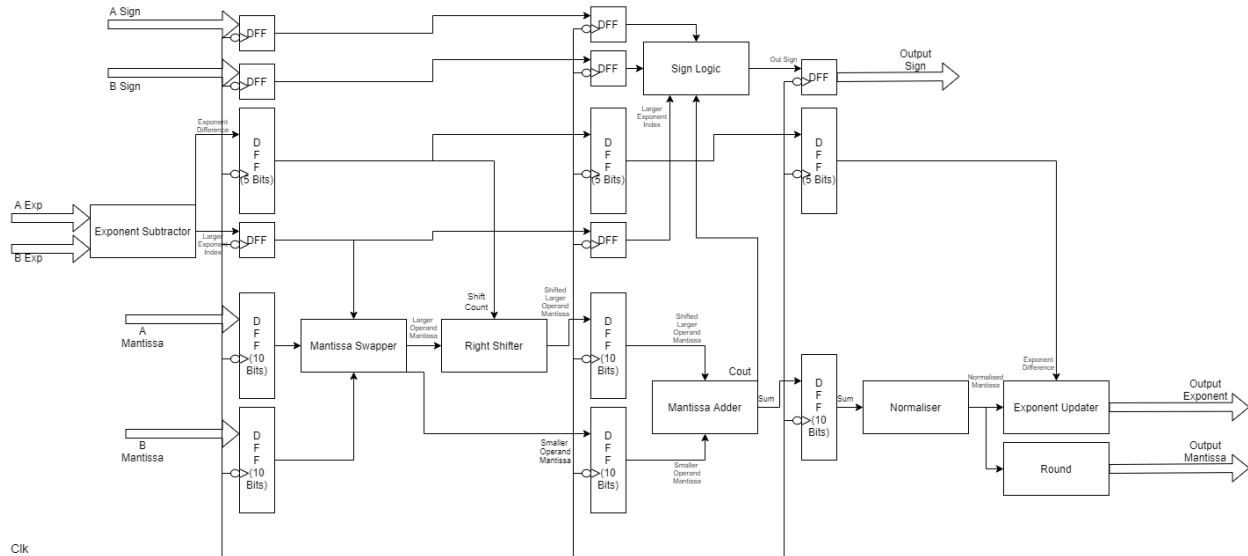 A Sign
DFF
DFF
DFF
Sign Logic
Out Sign
DFF
Output
Sign
B Sign
DFF
DFF
Exponent
Difference
D
F
F
(5 Bits)
D
F
F
(5 Bits)
Larger
Exponent
Index
D
F
F
(5 Bits)
A Exp
B Exp
Exponent Subtractor
Larger
Exponent
Index
DFF
DFF
A
Mantissa
D
F
F
(10
Bits)
Mantissa Swapper
Larger
Operand
Mantissa
Shift
Count
Right Shifter
Shifted
Larger
Operand
Mantissa
D
F
F
(10
Bits)
Shifted
Larger
Operand
Mantissa
Cout
Mantissa Adder
Sum
D
F
F
(10
Bits)
Sum
Normaliser
Normalised
Mantissa
Exponent
Difference
Exponent Updater
Output
Exponent
B
Mantissa
D
F
F
(10
Bits)
Smaller
Operand
Mantissa
D
F
F
(10
Bits)
Smaller
Operand
Mantissa
Round
Output
Mantissa
Clk